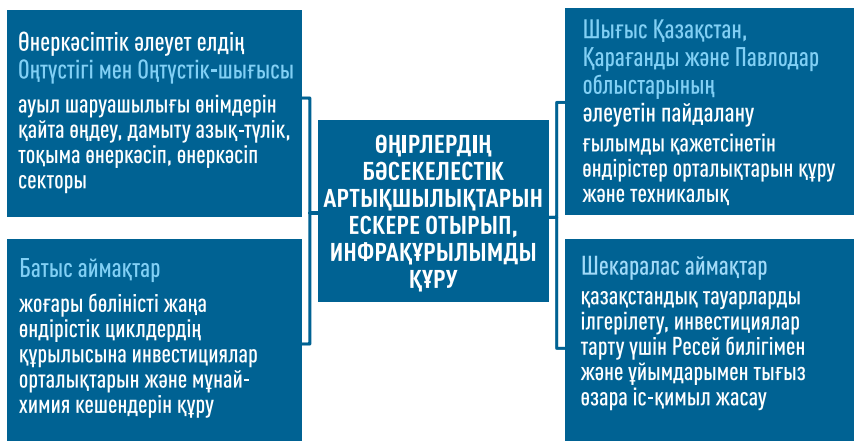 Өнеркәсіптік әлеует елдің
Оңтүстігі мен Оңтүстік-шығысы
ауыл шаруашылығы өнімдерін
қайта өңдеу, дамыту азық-түлік,
тоқыма өнеркәсіп, өнеркәсіп
секторы
Батыс аймақтар
жоғары бөліністі жаңа
өндірістік циклдердің
құрылысына инвестициялар
орталықтарын және мұнай-
химия кешендерін құру
ӨҢІРЛЕРДІҢ
БӘСЕКЕЛЕСТІК
АРТЫҚШЫЛЫҚТАРЫН
ЕСКЕРЕ ОТЫРЫП,
ИНФРАҚҰРЫЛЫМДЫ
ҚҰРУ
Шығыс Қазақстан,
Қарағанды және Павлодар
облыстарының
әлеуетін пайдалану
ғылымды қажетсінетін
өндірістер орталықтарын құру
және техникалық
Шекаралас аймақтар
қазақстандық тауарларды
ілгерілету, инвестициялар
тарту үшін Ресей билігімен
және ұйымдарымен тығыз
өзара іс-қимыл жасау